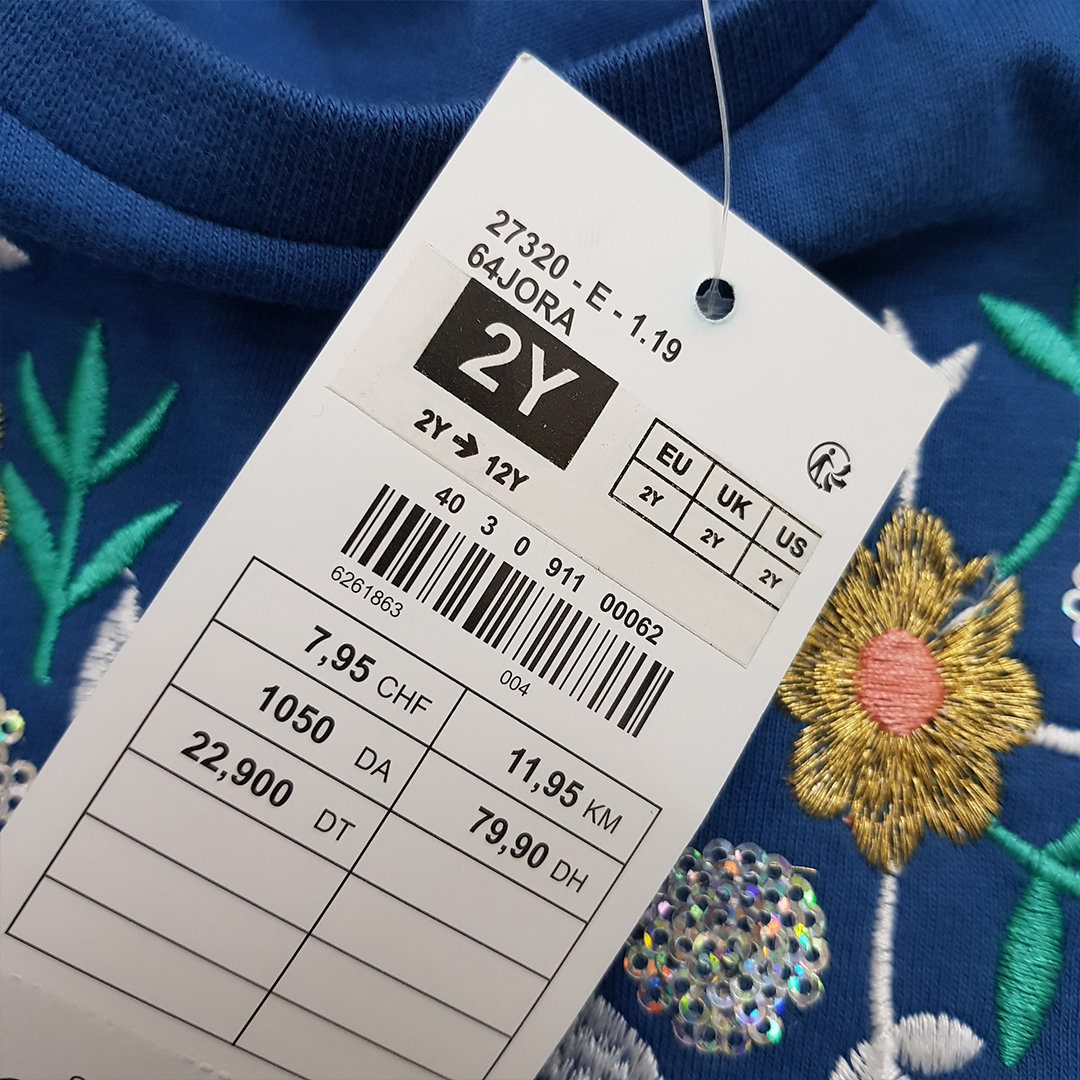 27320 - E - 1.19
64JORA
2Y
2Y → 12Y
EU UK US
2Y 2Y 2Y
40 3 0 911 00062
6261863
004
7,95 CHF 11,95 KM
1050 DA 79,90 DH
22,900 DT